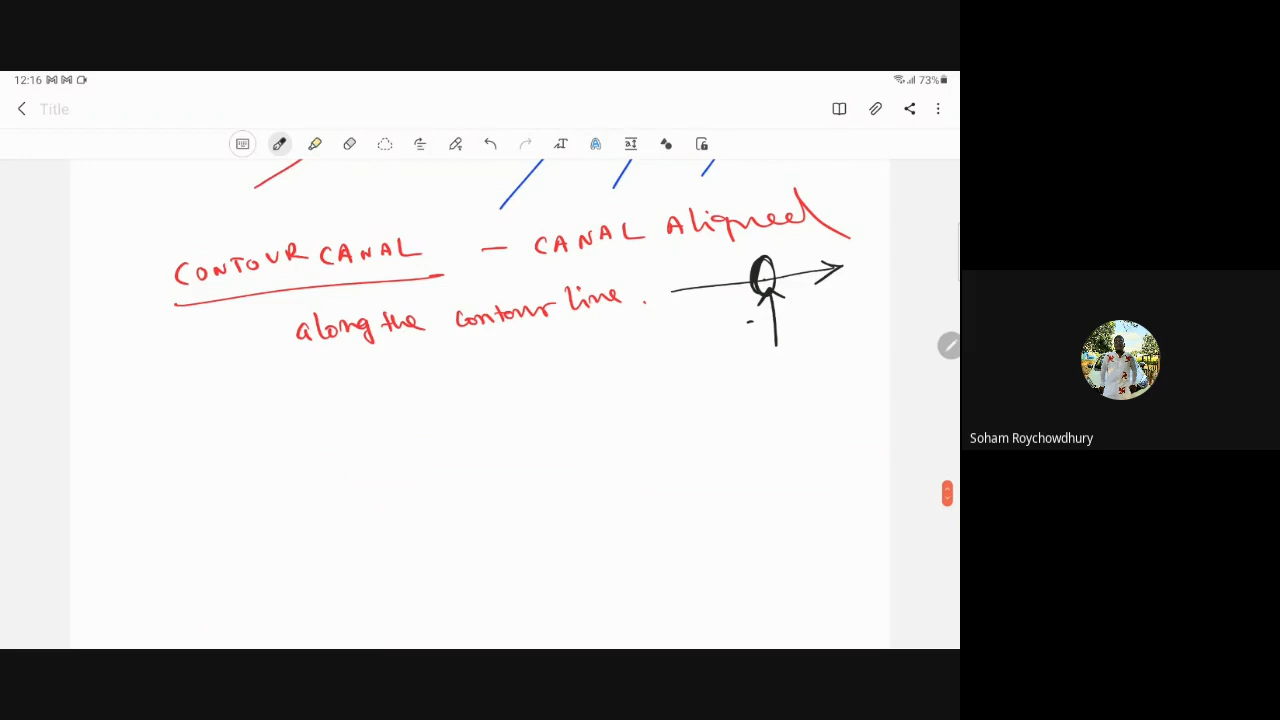 12:16
73%
Title
CONTOUR CANAL — CANAL Aligned
along the contour line .
Soham Roychowdhury